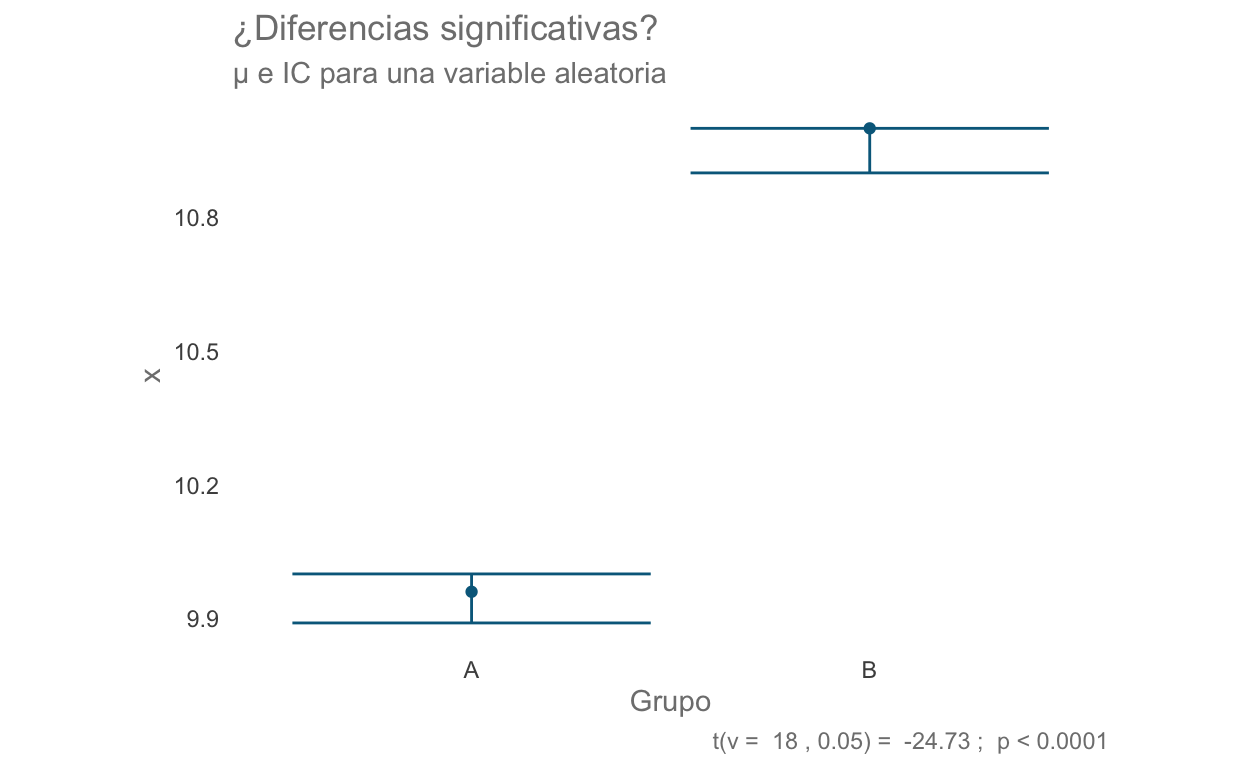 ¿Diferencias significativas?
μ e IC para una variable aleatoria
10.8
10.5
x
10.2
9.9
A
B
Grupo
t(v =  18 , 0.05) =  -24.73 ;  p < 0.0001